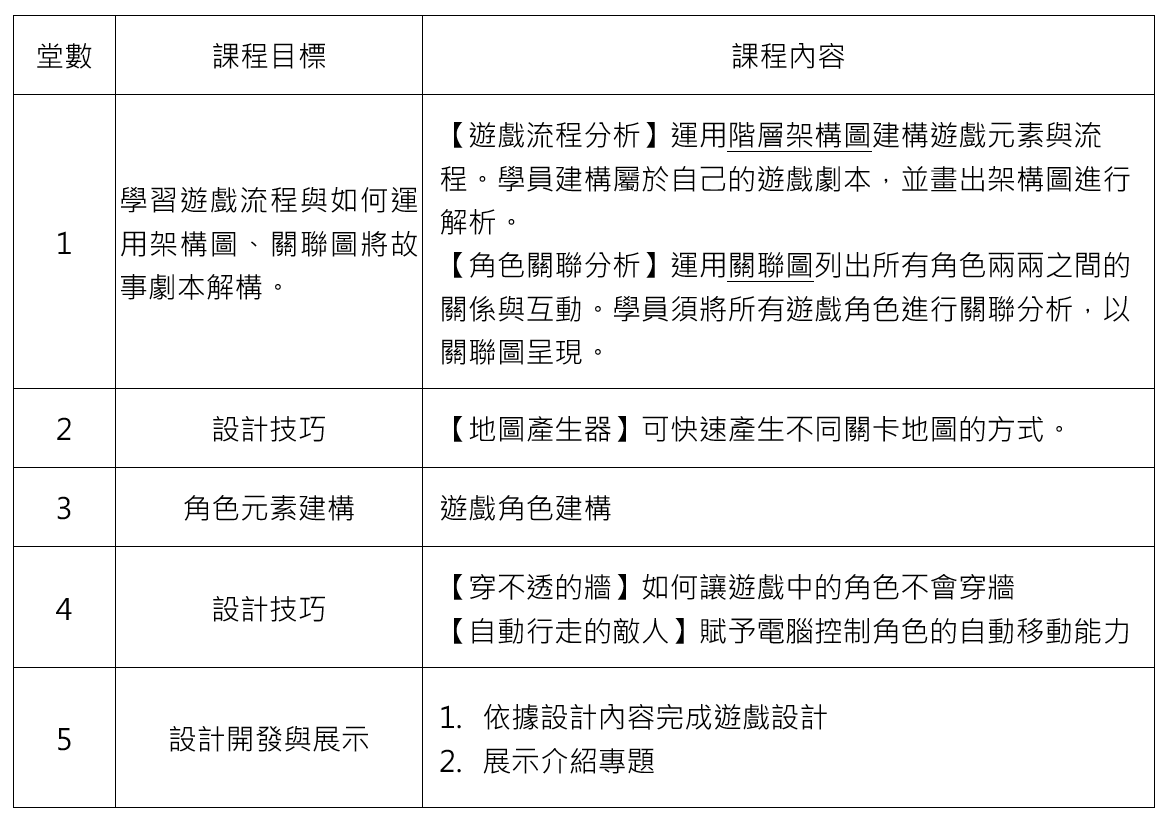 堂數 課程目標 課程內容
1
學習遊戲流程與如何運
用架構圖、關聯圖將故
事劇本解構。
【遊戲流程分析】運用階層架構圖建構遊戲元素與流
程。學員建構屬於自己的遊戲劇本，並畫出架構圖進行
解析。
【角色關聯分析】運用關聯圖列出所有角色兩兩之間的
關係與互動。學員須將所有遊戲角色進行關聯分析，以
關聯圖呈現。
2 設計技巧 【地圖產生器】可快速產生不同關卡地圖的方式。
3 角色元素建構 遊戲角色建構
4 設計技巧
【穿不透的牆】如何讓遊戲中的角色不會穿牆
【自動行走的敵人】賦予電腦控制角色的自動移動能力
5 設計開發與展示
1. 依據設計內容完成遊戲設計
2. 展示介紹專題